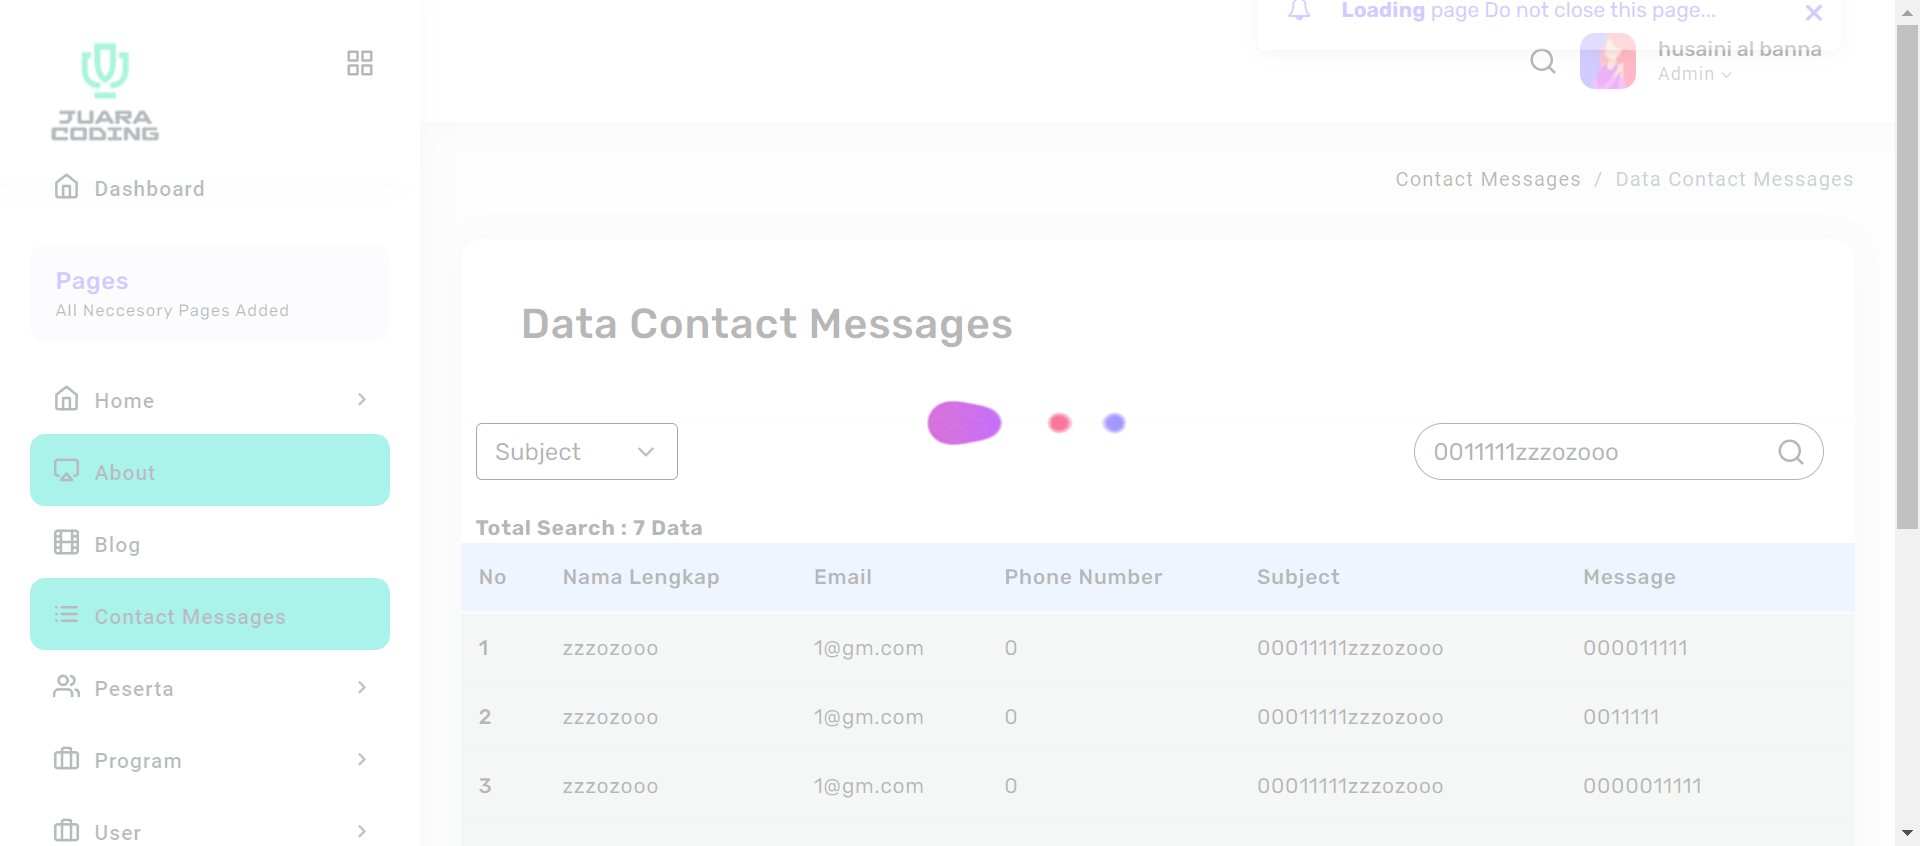 Loading page Do not close this page...
husaini al banna
Admin
JUARA
CODING
Dashboard
Contact Messages / Data Contact Messages
Pages
All Neccesory Pages Added
Home
About
Blog
Contact Messages
Peserta
Program
User
Data Contact Messages
Subject
0011111zzzozooo
Total Search : 7 Data
No Nama Lengkap Email Phone Number Subject Message
1 zzzozooo 1@gm.com 0 00011111zzzozooo 000011111
2 zzzozooo 1@gm.com 0 00011111zzzozooo 0011111
3 zzzozooo 1@gm.com 0 00011111zzzozooo 0000011111